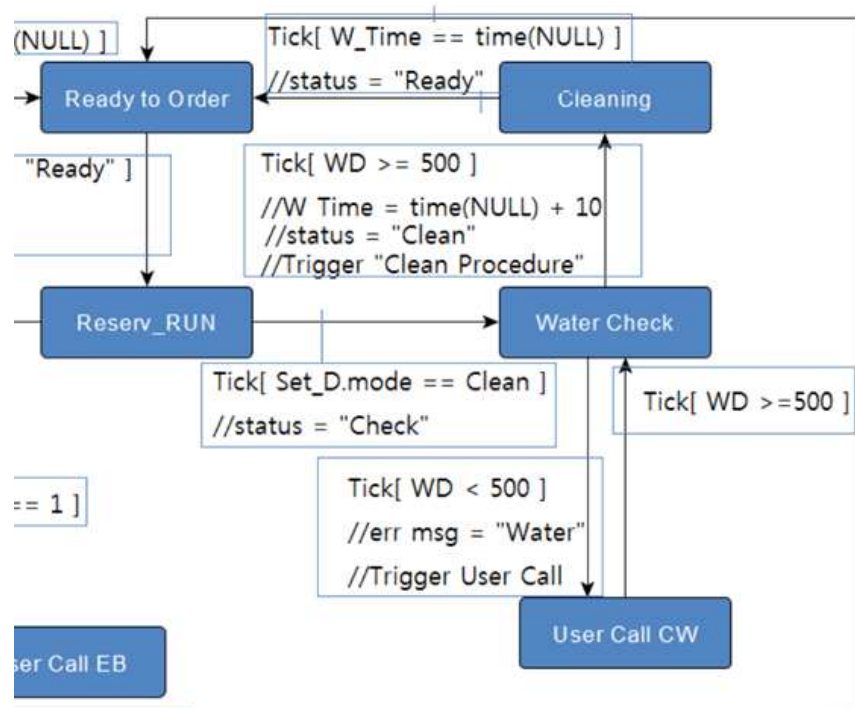 (NULL) ]
Tick[ W_Time == time(NULL) ]
//status = "Ready"
Ready to Order
Cleaning
"Ready" ]
Tick[ WD >= 500 ]
//W Time = time(NULL) + 10
//status = "Clean"
//Trigger "Clean Procedure"
Reserv_RUN
Water Check
Tick[ Set_D.mode == Clean ]
//status = "Check"
Tick[ WD >=500 ]
Tick[ WD < 500 ]
//err msg = "Water"
//Trigger User Call
== 1 ]
User Call CW
ser Call EB